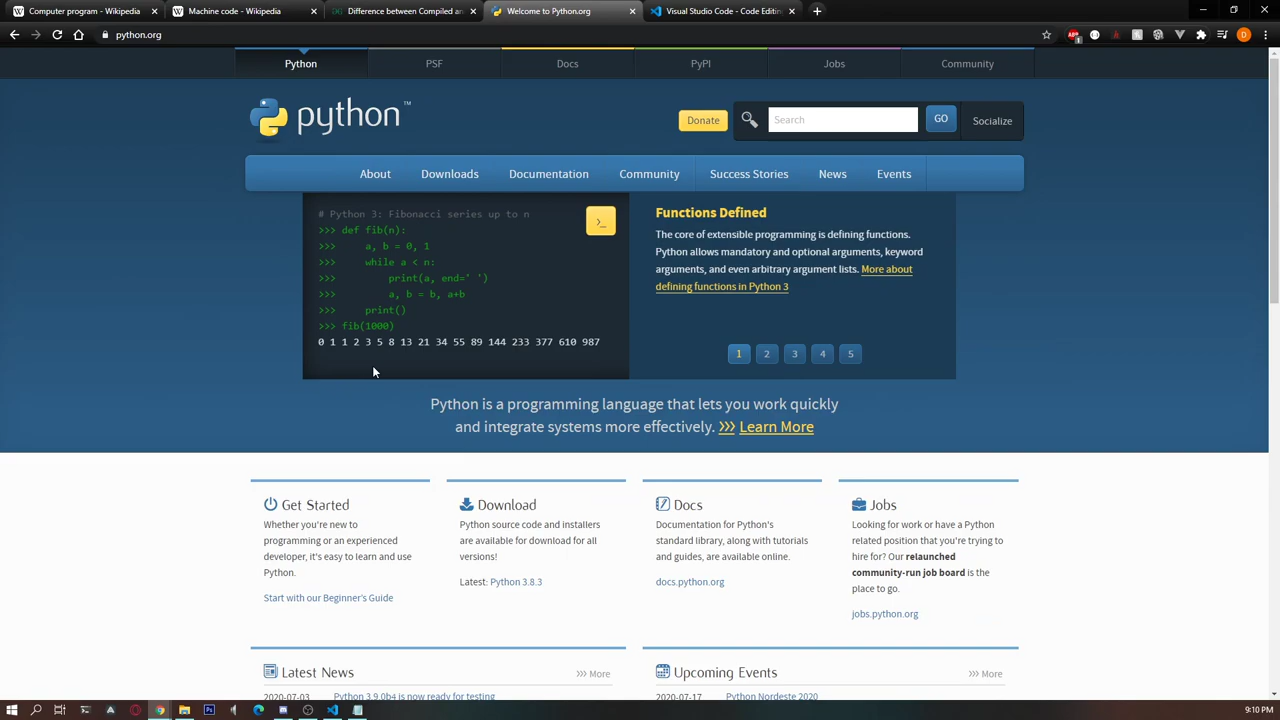 Computer program - Wikipedia
Machine code - Wikipedia
Difference between Compiled an
Welcome to Python.org
Visual Studio Code - Code Editing
python.org
Python
PSF
Docs
PyPI
Jobs
Community
python™
Donate
Search
GO
Socialize
About
Downloads
Documentation
Community
Success Stories
News
Events
# Python 3: Fibonacci series up to n
>>> def fib(n):
>>>     a, b = 0, 1
>>>     while a < n:
>>>         print(a, end=' ')
>>>         a, b = b, a+b
>>>     print()
>>> fib(1000)
0 1 1 2 3 5 8 13 21 34 55 89 144 233 377 610 987
>_
Functions Defined
The core of extensible programming is defining functions.
Python allows mandatory and optional arguments, keyword
arguments, and even arbitrary argument lists. More about
defining functions in Python 3
1 2 3 4 5
Python is a programming language that lets you work quickly
and integrate systems more effectively. >>> Learn More
Get Started
Whether you're new to
programming or an experienced
developer, it's easy to learn and use
Python.
Start with our Beginner's Guide
Download
Python source code and installers
are available for download for all
versions!
Latest: Python 3.8.3
Docs
Documentation for Python's
standard library, along with tutorials
and guides, are available online.
docs.python.org
Jobs
Looking for work or have a Python
related position that you're trying to
hire for? Our relaunched
community-run job board is the
place to go.
jobs.python.org
Latest News
>>> More
2020-07-03 Python 3.9.0b4 is now ready for testing
Upcoming Events
>>> More
2020-07-17 Python Nordeste 2020
9:10 PM